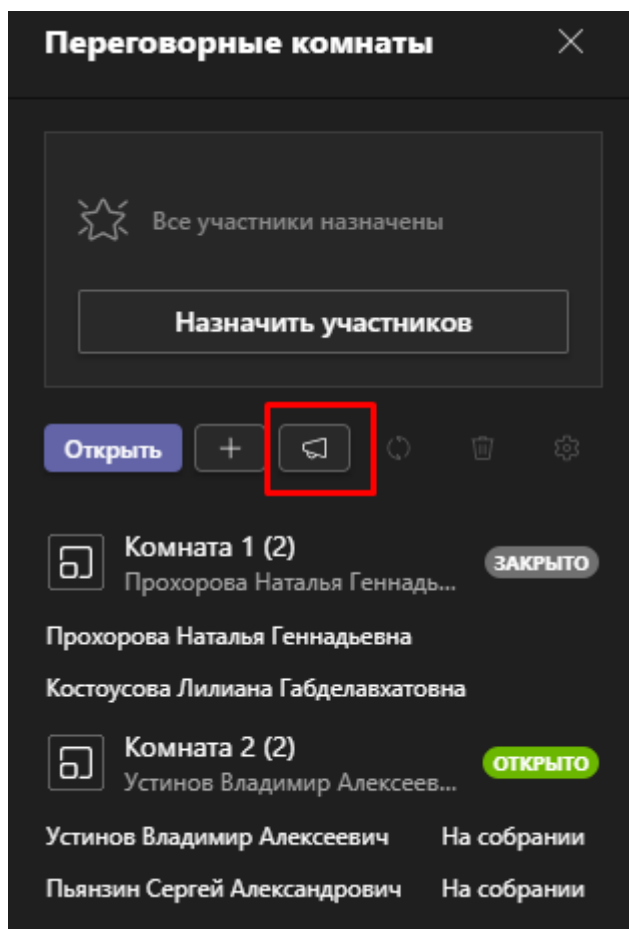 Переговорные комнаты
Все участники назначены
Назначить участников
Открыть
Комната 1 (2)
ЗАКРЫТО
Прохорова Наталья Геннадь...
Прохорова Наталья Геннадьевна
Костоусова Лилиана Габделавхатовна
Комната 2 (2)
ОТКРЫТО
Устинов Владимир Алексеев...
Устинов Владимир Алексеевич На собрании
Пьянзин Сергей Александрович На собрании